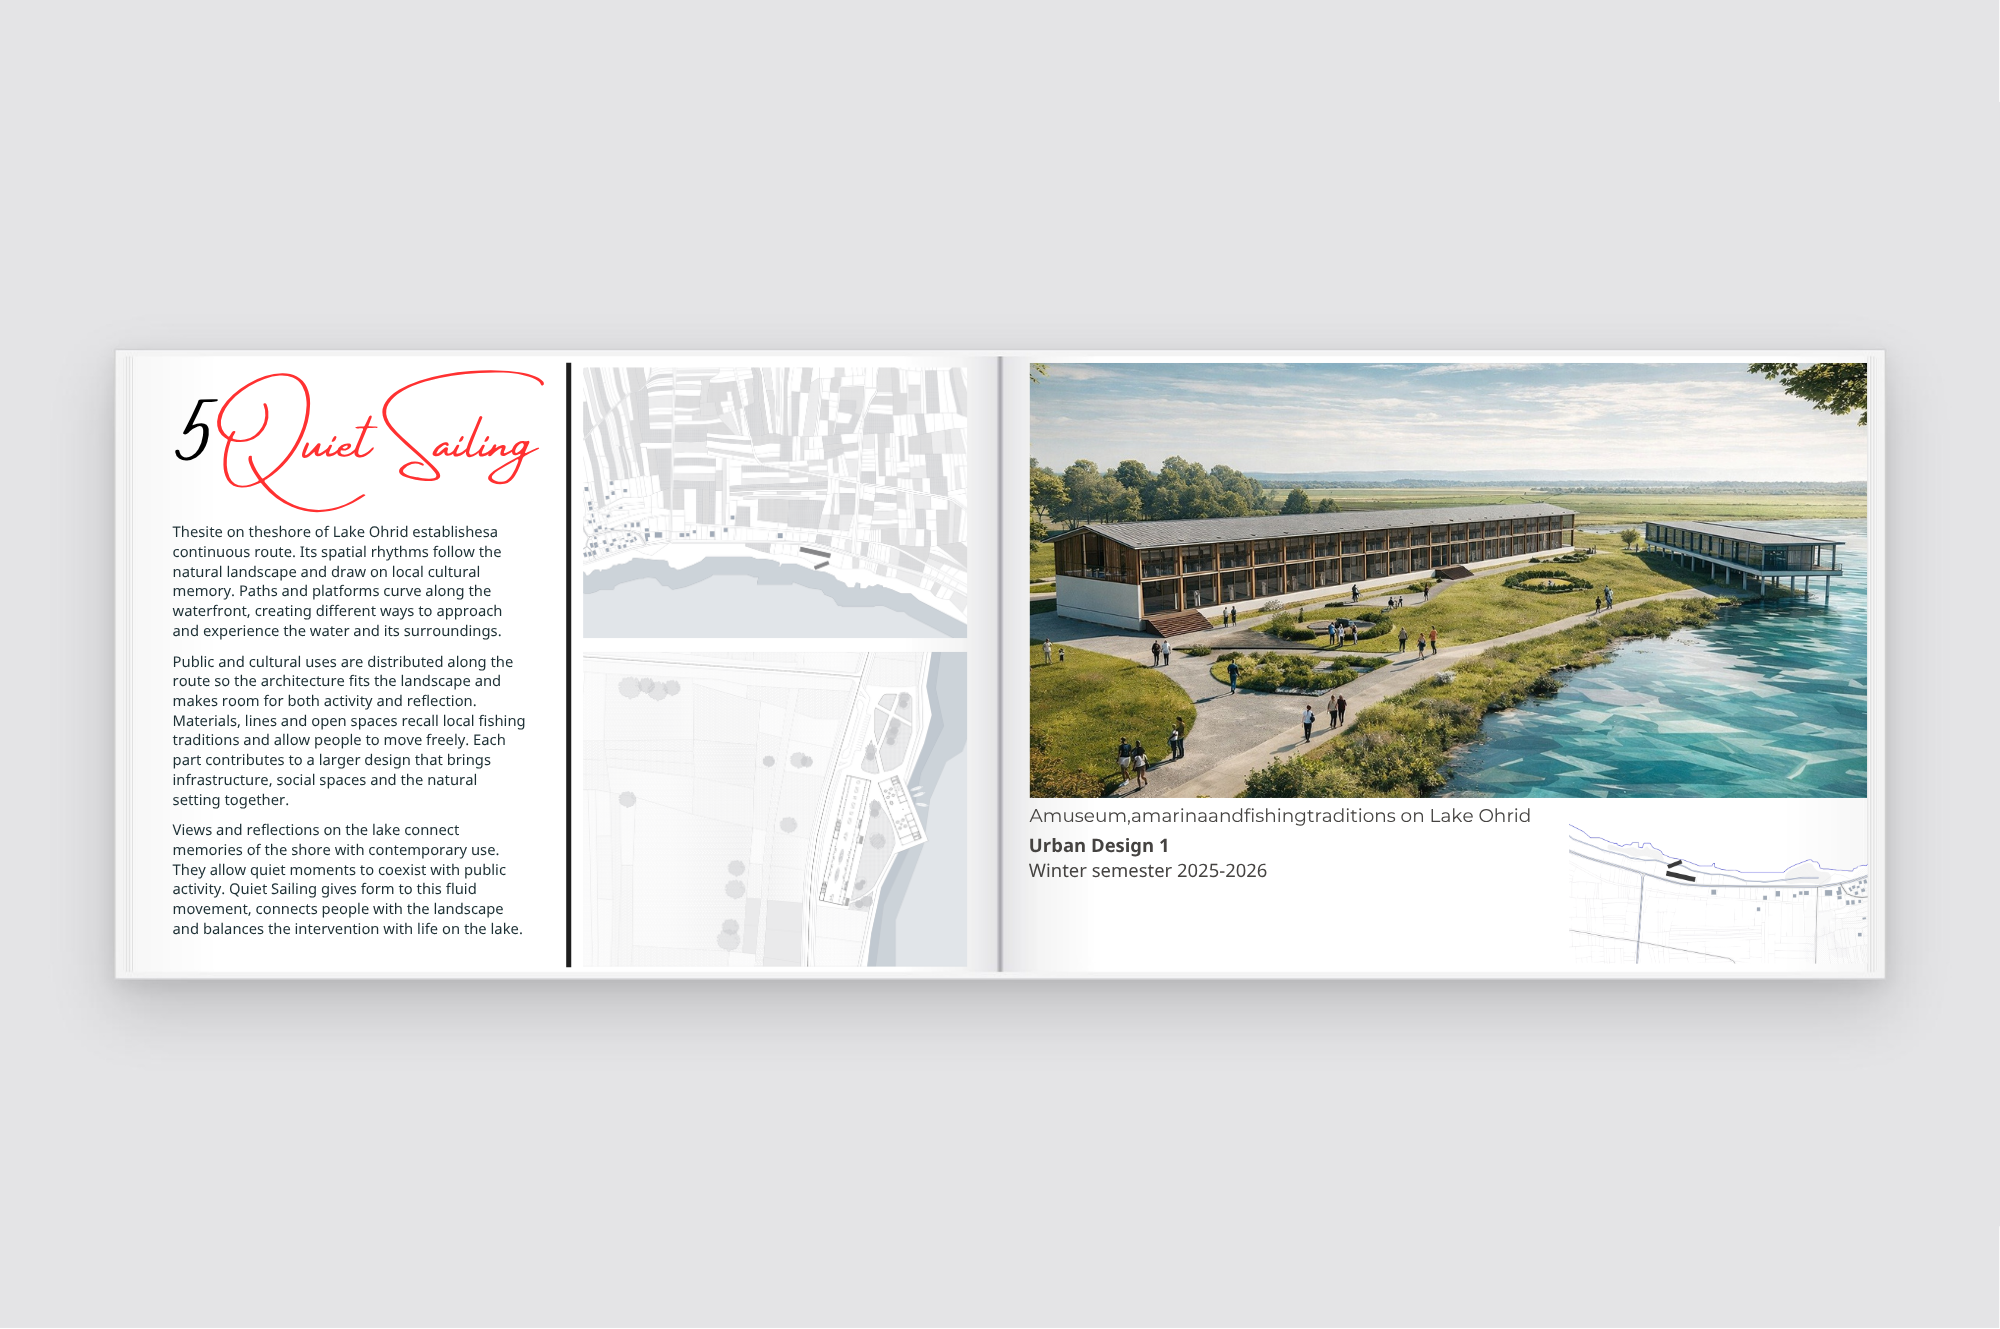 5 Quiet Sailing
Thesite on theshore of Lake Ohrid establishesa
continuous route. Its spatial rhythms follow the
natural landscape and draw on local cultural
memory. Paths and platforms curve along the
waterfront, creating different ways to approach
and experience the water and its surroundings.
Public and cultural uses are distributed along the
route so the architecture fits the landscape and
makes room for both activity and reflection.
Materials, lines and open spaces recall local fishing
traditions and allow people to move freely. Each
part contributes to a larger design that brings
infrastructure, social spaces and the natural
setting together.
Views and reflections on the lake connect
memories of the shore with contemporary use.
They allow quiet moments to coexist with public
activity. Quiet Sailing gives form to this fluid
movement, connects people with the landscape
and balances the intervention with life on the lake.
Amuseum,amarinaandfishingtraditions on Lake Ohrid
Urban Design 1
Winter semester 2025-2026